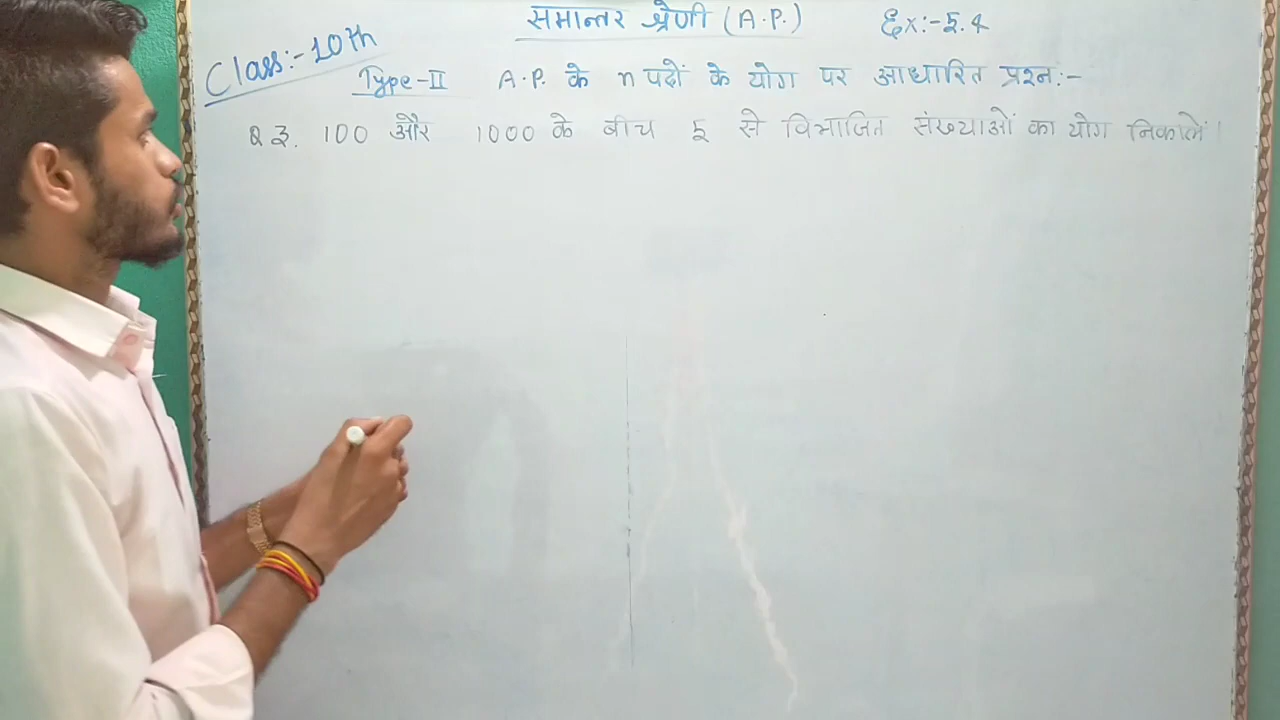 समान्तर श्रेणी (A.P.) Ex:-5.4
Class:-10th
Type-II A.P. के n पदों के योग पर आधारित प्रश्न:-
Q3. 100 और 1000 के बीच 5 से विभाजित संख्याओं का योग निकालें।